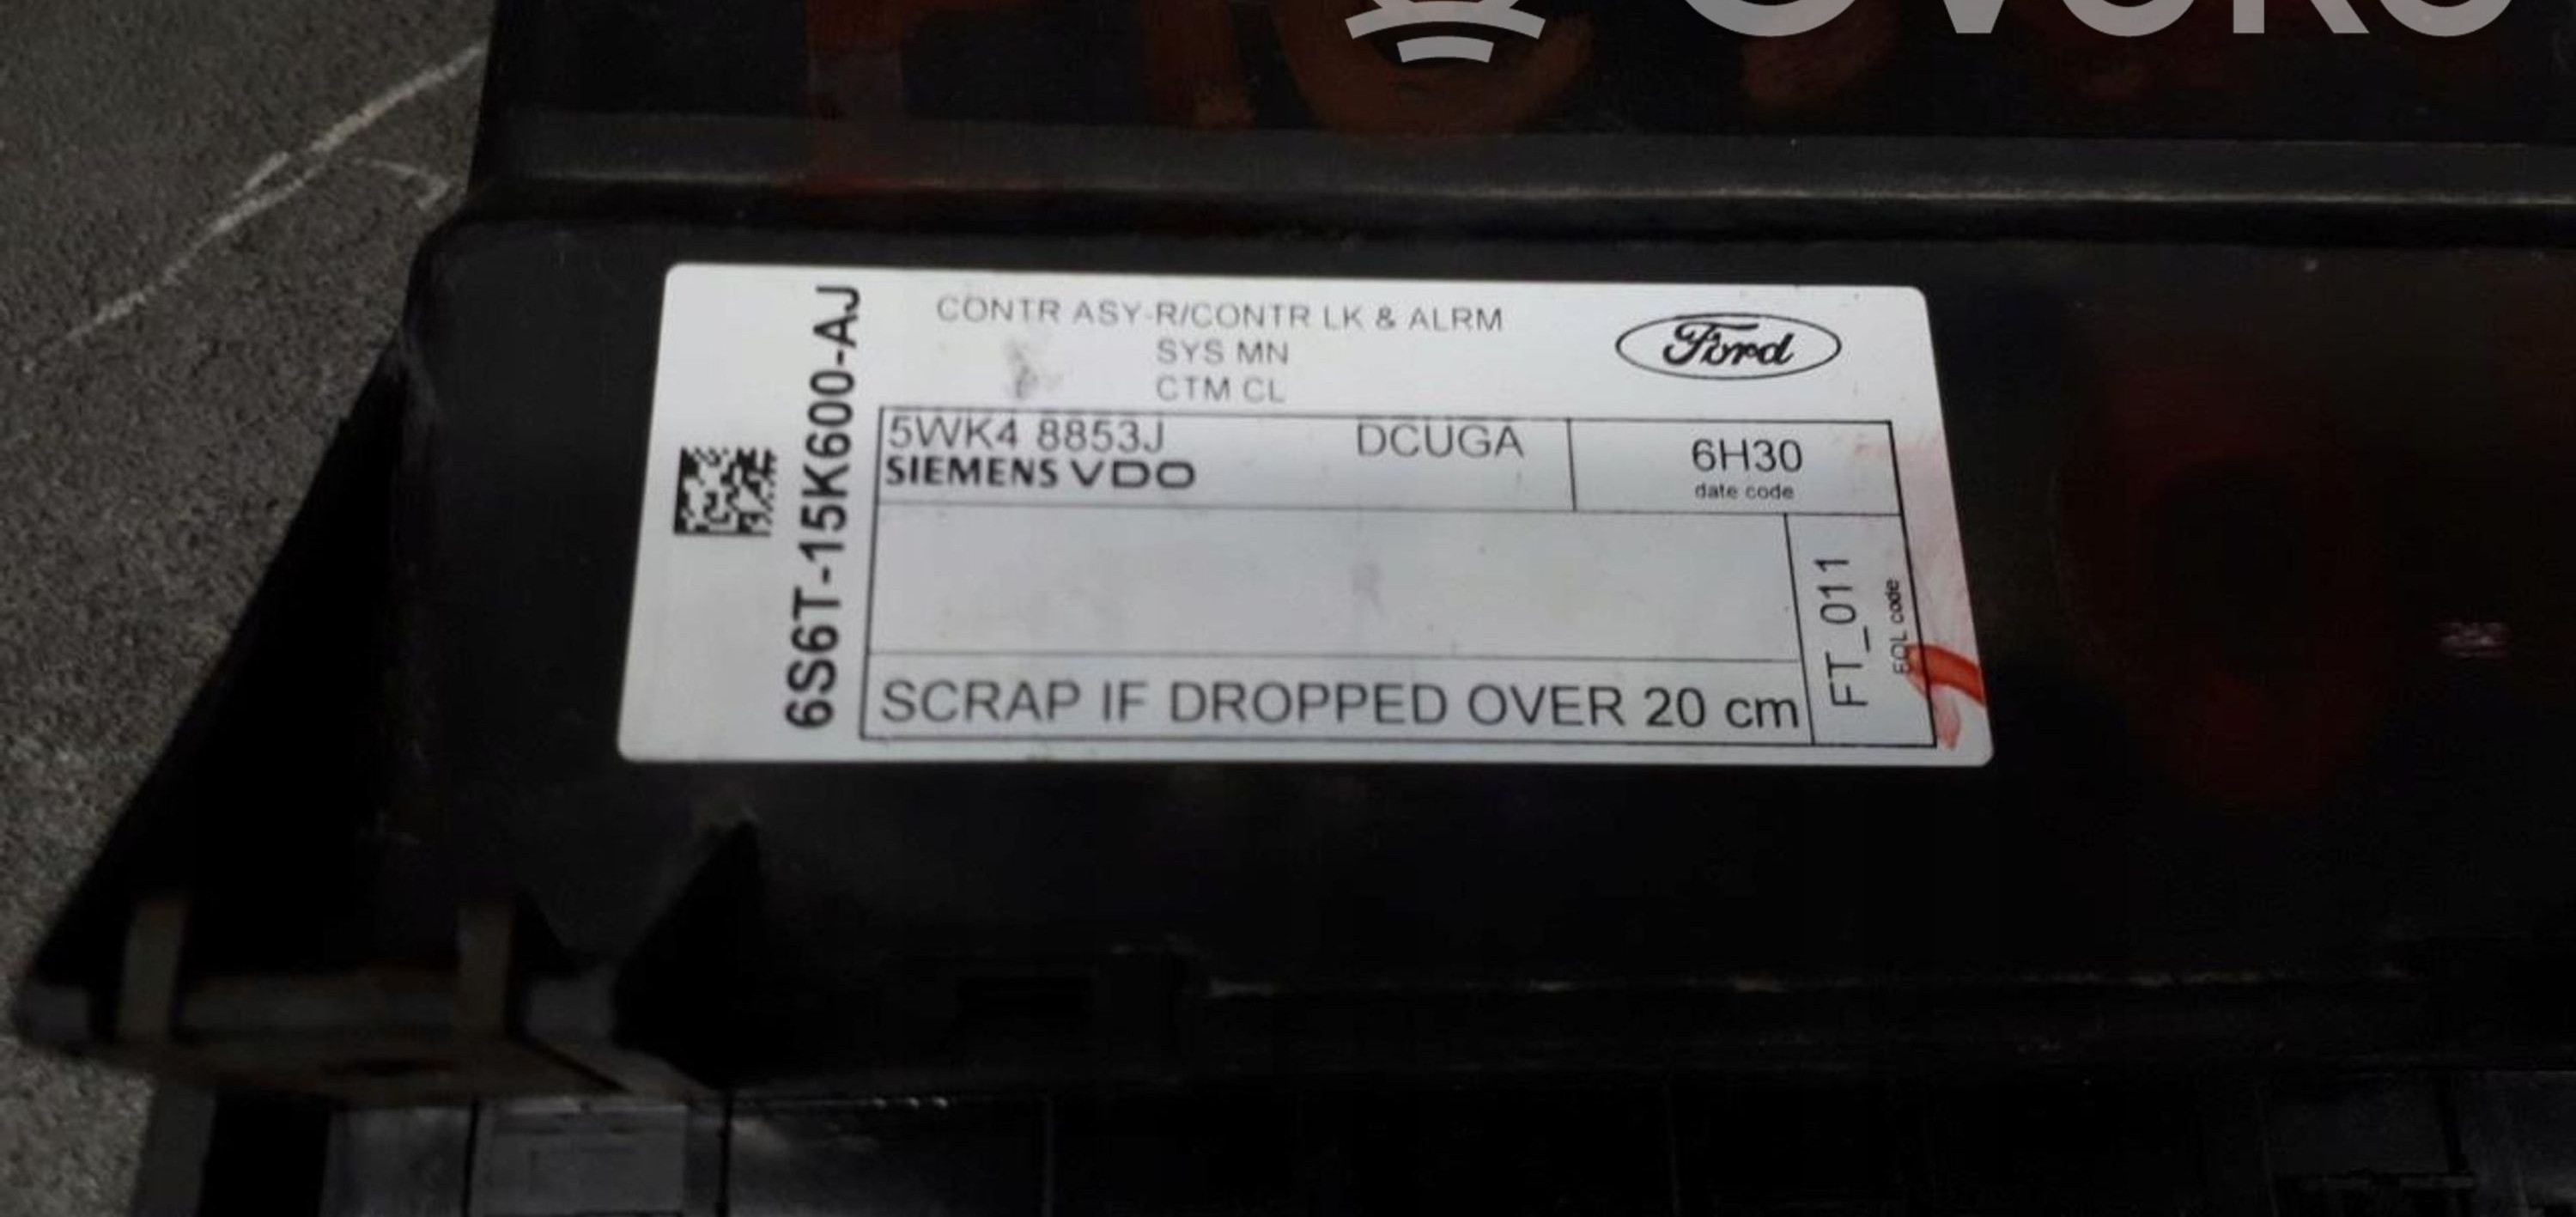 6S6T-15K600-AJ
CONTR ASY-R/CONTR LK & ALRM
SYS MN
CTM CL
Ford
5WK4 8853J DCUGA
SIEMENS VDO
6H30
date code
FT_011
EOL code
SCRAP IF DROPPED OVER 20 cm